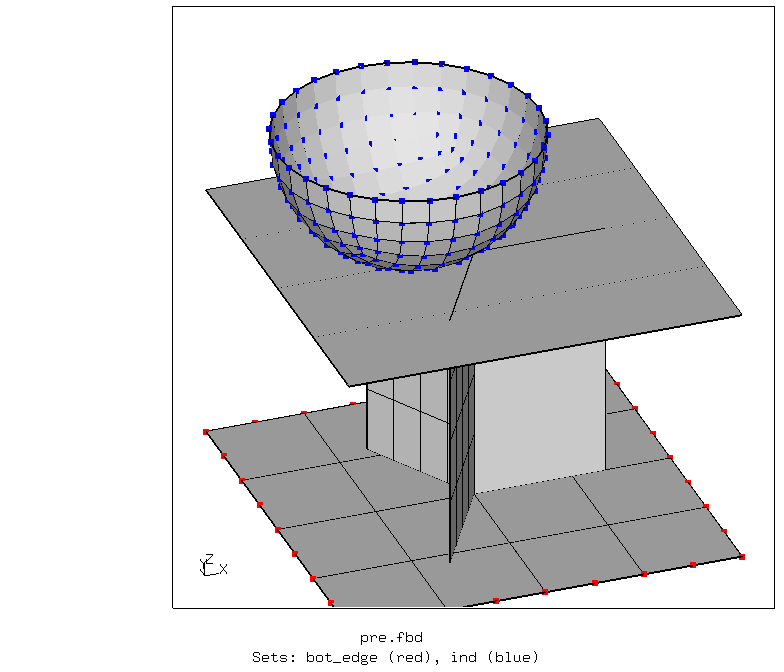 Z
Y x
pre.fbd
Sets: bot_edge (red), ind (blue)